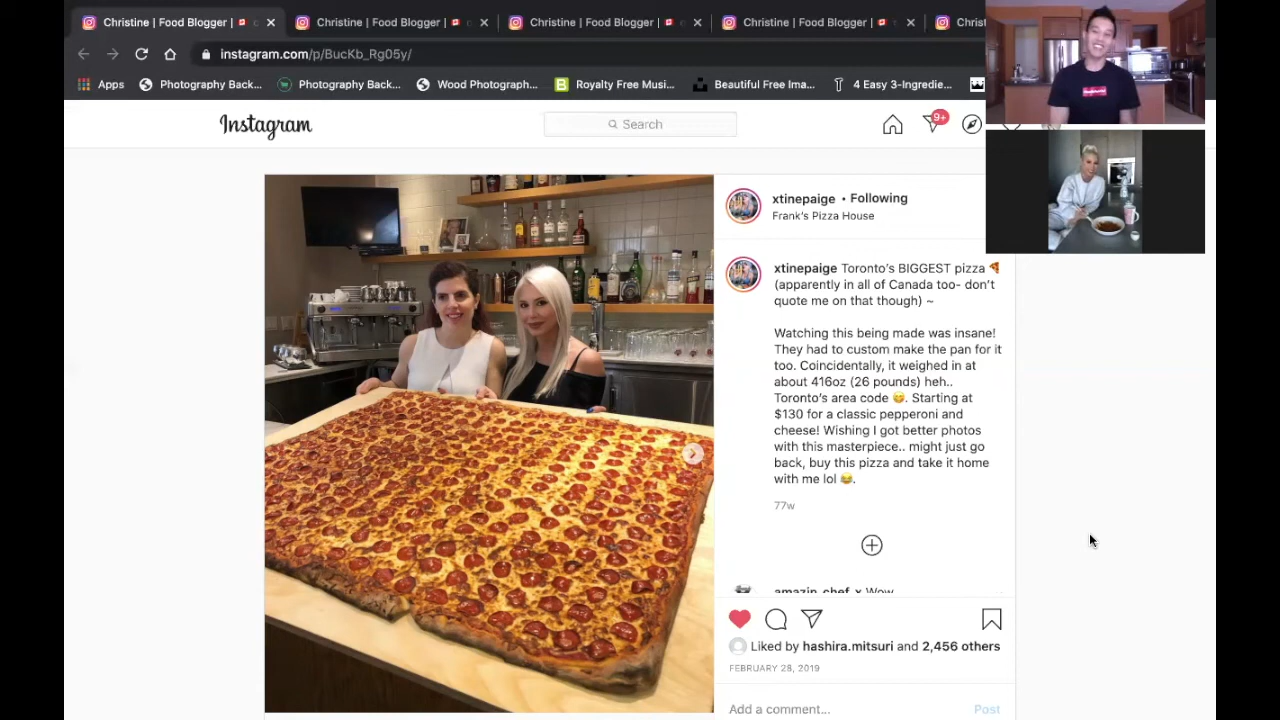 Christine | Food Blogger | 🇨🇦 c
Christine | Food Blogger | 🇨🇦 c
Christine | Food Blogger | 🇨🇦 c
Christine | Food Blogger | 🇨🇦 t
Christ
instagram.com/p/BucKb_Rg05y/
Apps
Photography Back...
Photography Back...
Wood Photograph...
Royalty Free Musi...
Beautiful Free Ima...
4 Easy 3-Ingredie...
Instagram
Search
9+
xtinepaige • Following
Frank's Pizza House
xtinepaige Toronto's BIGGEST pizza 🍕
(apparently in all of Canada too- don't
quote me on that though) ~
Watching this being made was insane!
They had to custom make the pan for it
too. Coincidentally, it weighed in at
about 416oz (26 pounds) heh..
Toronto's area code 😋. Starting at
$130 for a classic pepperoni and
cheese! Wishing I got better photos
with this masterpiece.. might just go
back, buy this pizza and take it home
with me lol 😂.
77w
amazin_chef_x Wow
Liked by hashira.mitsuri and 2,456 others
FEBRUARY 28, 2019
Add a comment...
Post